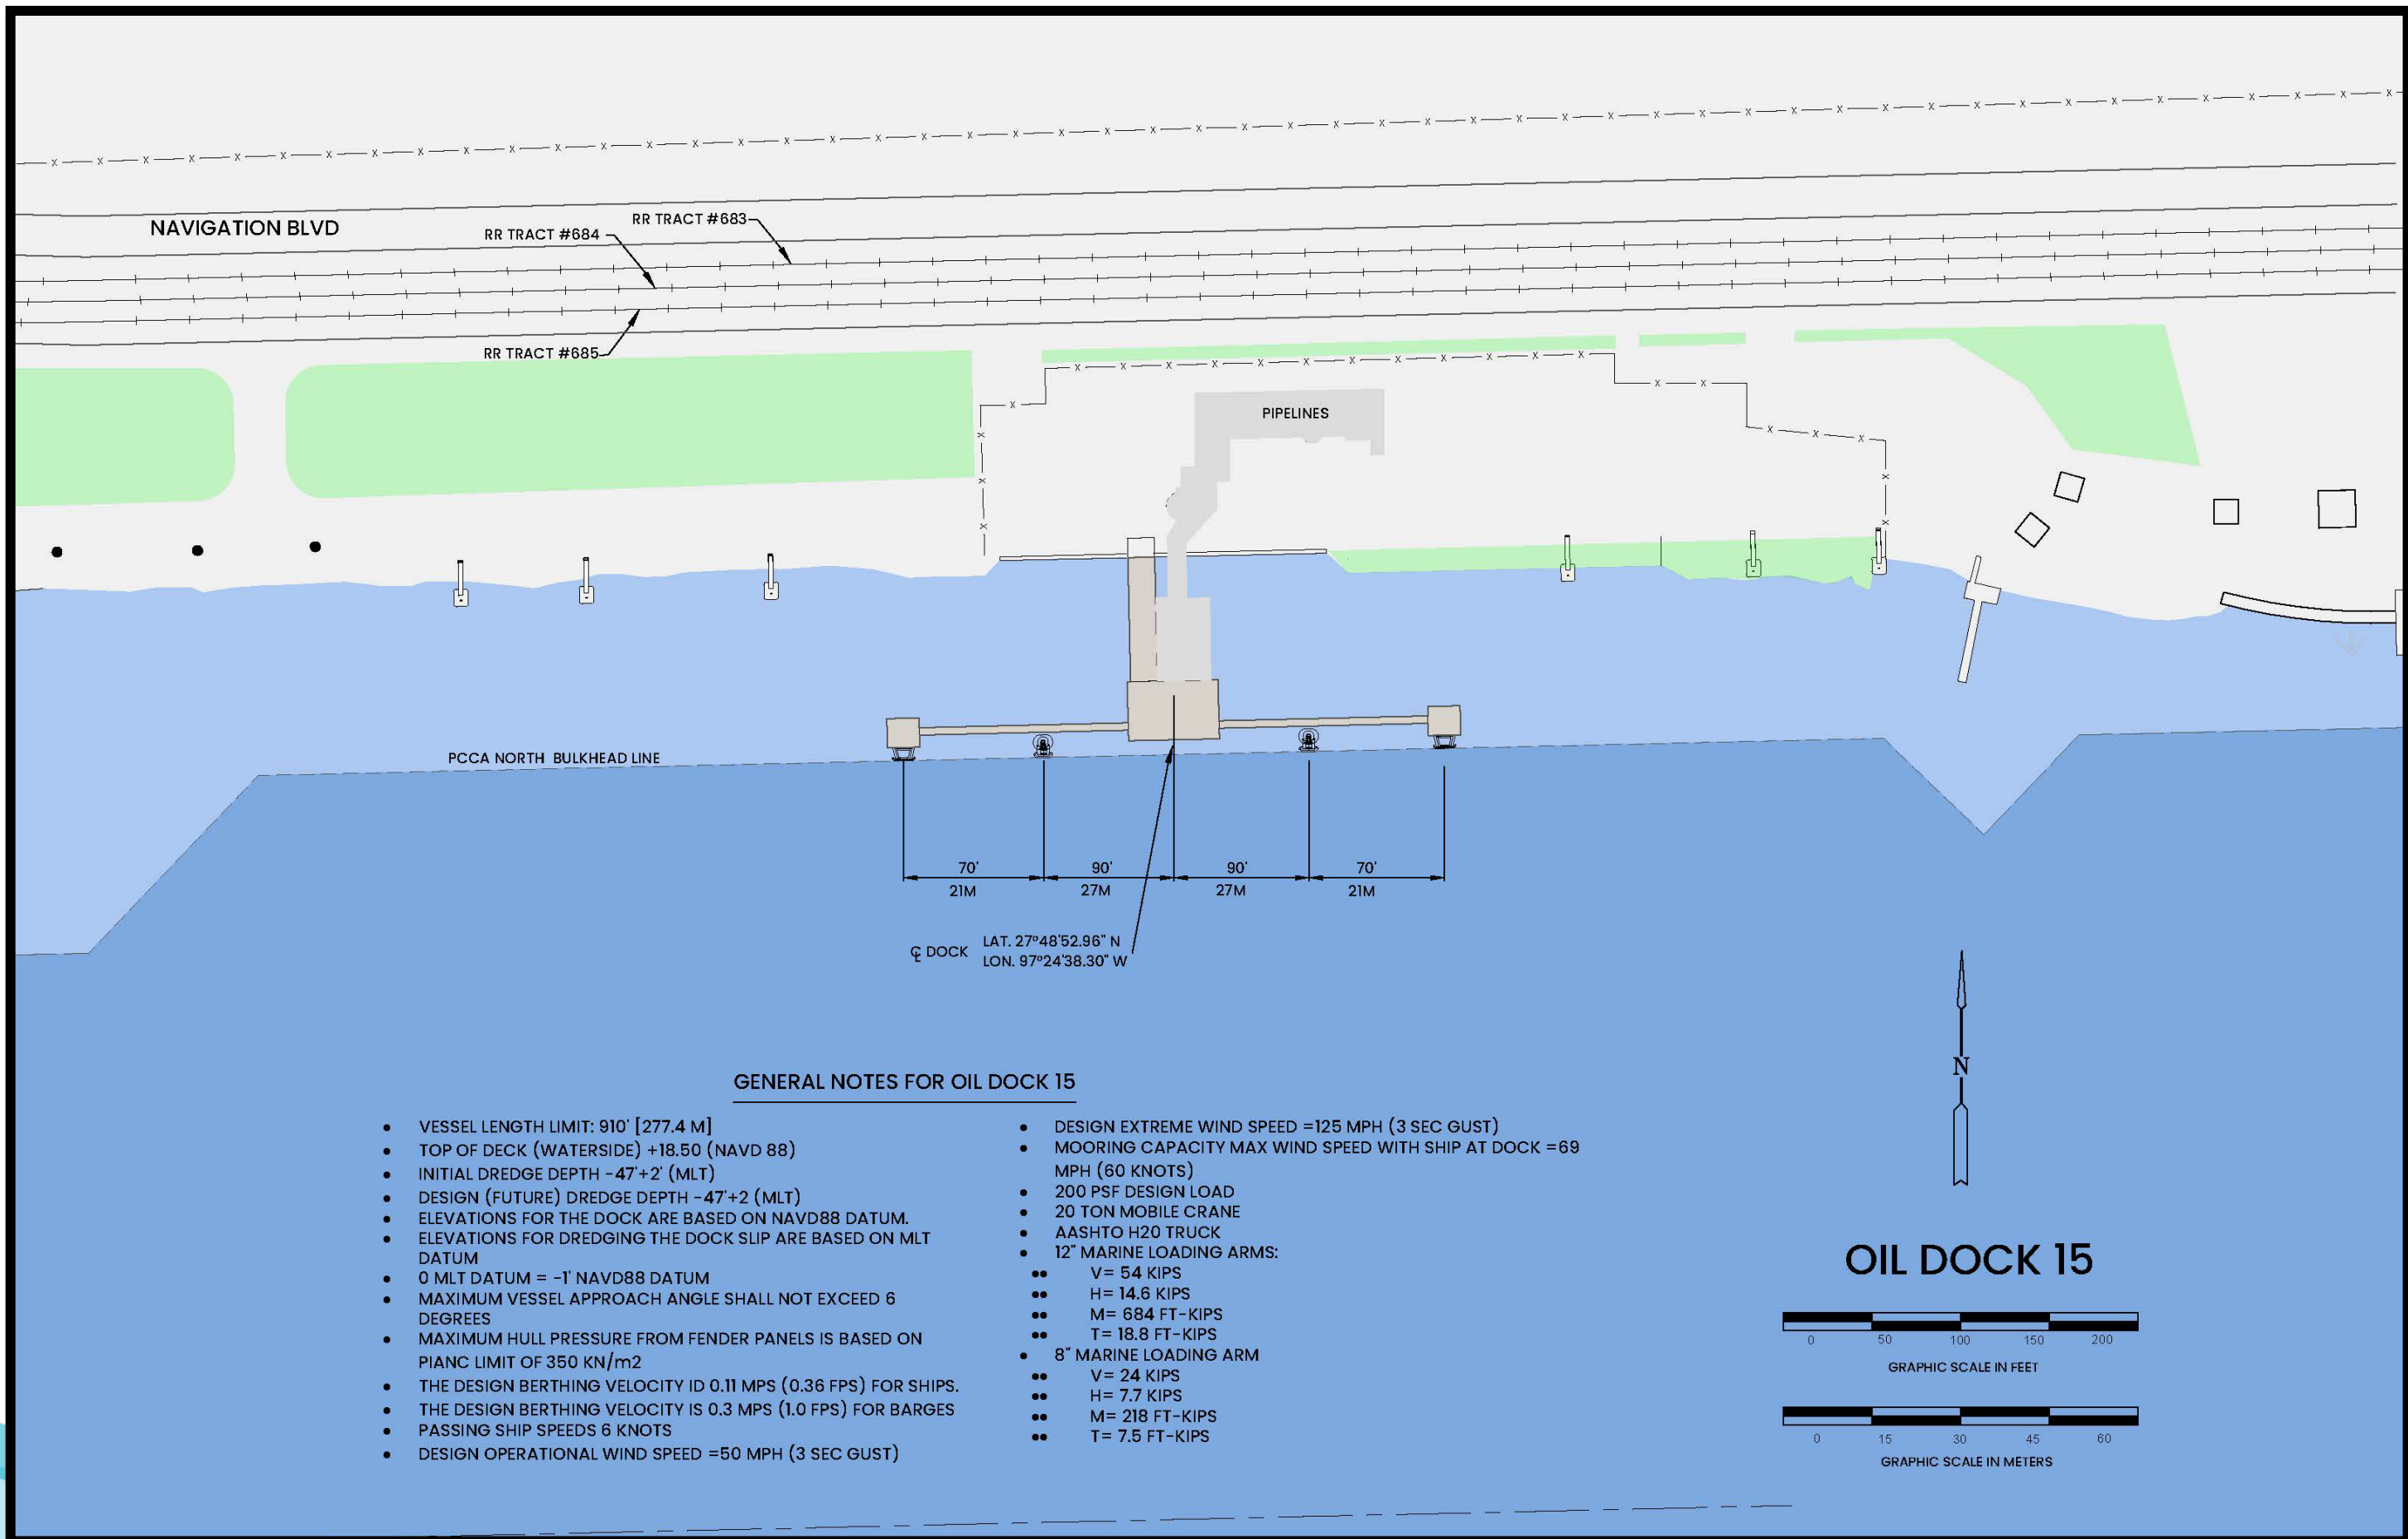 NAVIGATION BLVD
RR TRACT #683
RR TRACT #684
RR TRACT #685
PIPELINES
PCCA NORTH BULKHEAD LINE
70' 90' 90' 70'
21M 27M 27M 21M
℄ DOCK
LAT. 27º48'52.96" N
LON. 97º24'38.30" W
N
GENERAL NOTES FOR OIL DOCK 15
• VESSEL LENGTH LIMIT: 910' [277.4 M]
• TOP OF DECK (WATERSIDE) +18.50 (NAVD 88)
• INITIAL DREDGE DEPTH -47'+2' (MLT)
• DESIGN (FUTURE) DREDGE DEPTH -47'+2 (MLT)
• ELEVATIONS FOR THE DOCK ARE BASED ON NAVD88 DATUM.
• ELEVATIONS FOR DREDGING THE DOCK SLIP ARE BASED ON MLT
DATUM
• 0 MLT DATUM = -1' NAVD88 DATUM
• MAXIMUM VESSEL APPROACH ANGLE SHALL NOT EXCEED 6
DEGREES
• MAXIMUM HULL PRESSURE FROM FENDER PANELS IS BASED ON
PIANC LIMIT OF 350 KN/m2
• THE DESIGN BERTHING VELOCITY ID 0.11 MPS (0.36 FPS) FOR SHIPS.
• THE DESIGN BERTHING VELOCITY IS 0.3 MPS (1.0 FPS) FOR BARGES
• PASSING SHIP SPEEDS 6 KNOTS
• DESIGN OPERATIONAL WIND SPEED =50 MPH (3 SEC GUST)
• DESIGN EXTREME WIND SPEED =125 MPH (3 SEC GUST)
• MOORING CAPACITY MAX WIND SPEED WITH SHIP AT DOCK =69
MPH (60 KNOTS)
• 200 PSF DESIGN LOAD
• 20 TON MOBILE CRANE
• AASHTO H20 TRUCK
• 12" MARINE LOADING ARMS:
•• V= 54 KIPS
•• H= 14.6 KIPS
•• M= 684 FT-KIPS
•• T= 18.8 FT-KIPS
• 8" MARINE LOADING ARM
•• V= 24 KIPS
•• H= 7.7 KIPS
•• M= 218 FT-KIPS
•• T= 7.5 FT-KIPS
OIL DOCK 15
0 50 100 150 200
GRAPHIC SCALE IN FEET
0 15 30 45 60
GRAPHIC SCALE IN METERS